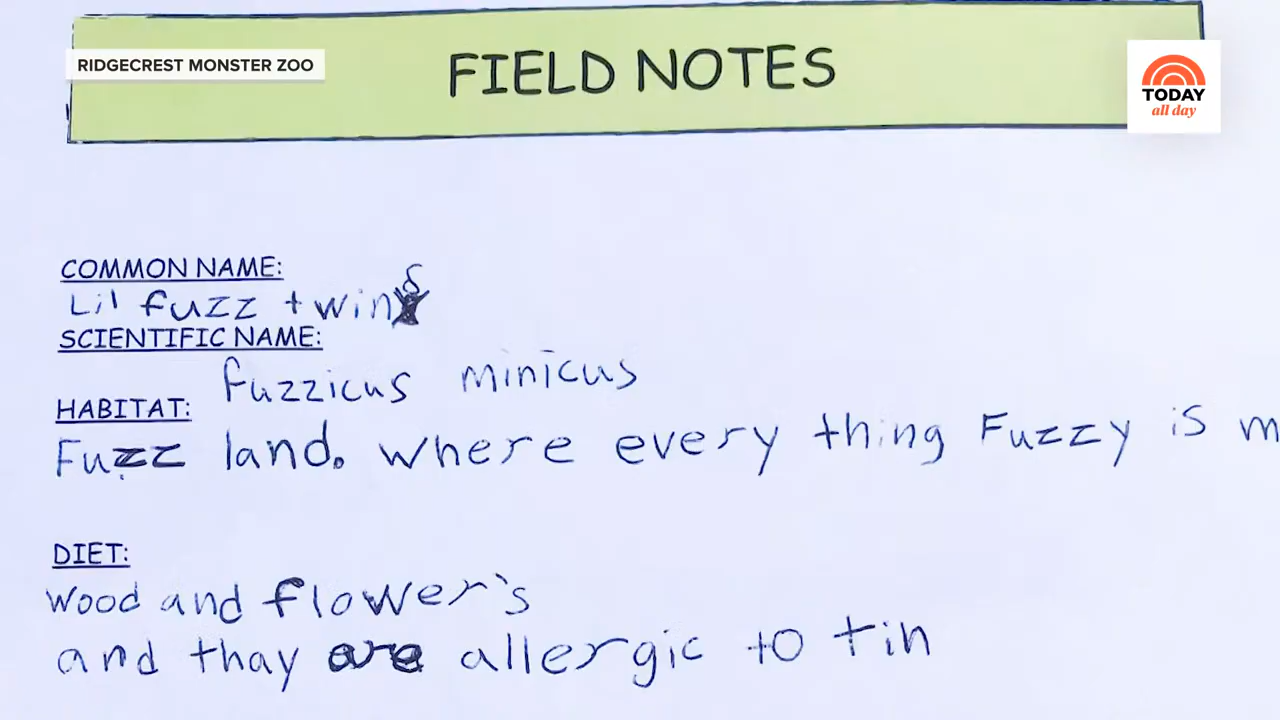 FIELD NOTES
RIDGECREST MONSTER ZOO
TODAY
all day
COMMON NAME:
Lil fuzz twins
SCIENTIFIC NAME:
fuzzicus minicus
HABITAT:
Fuzz land. where every thing Fuzzy is
DIET:
wood and flower's
and thay are allergic to tin